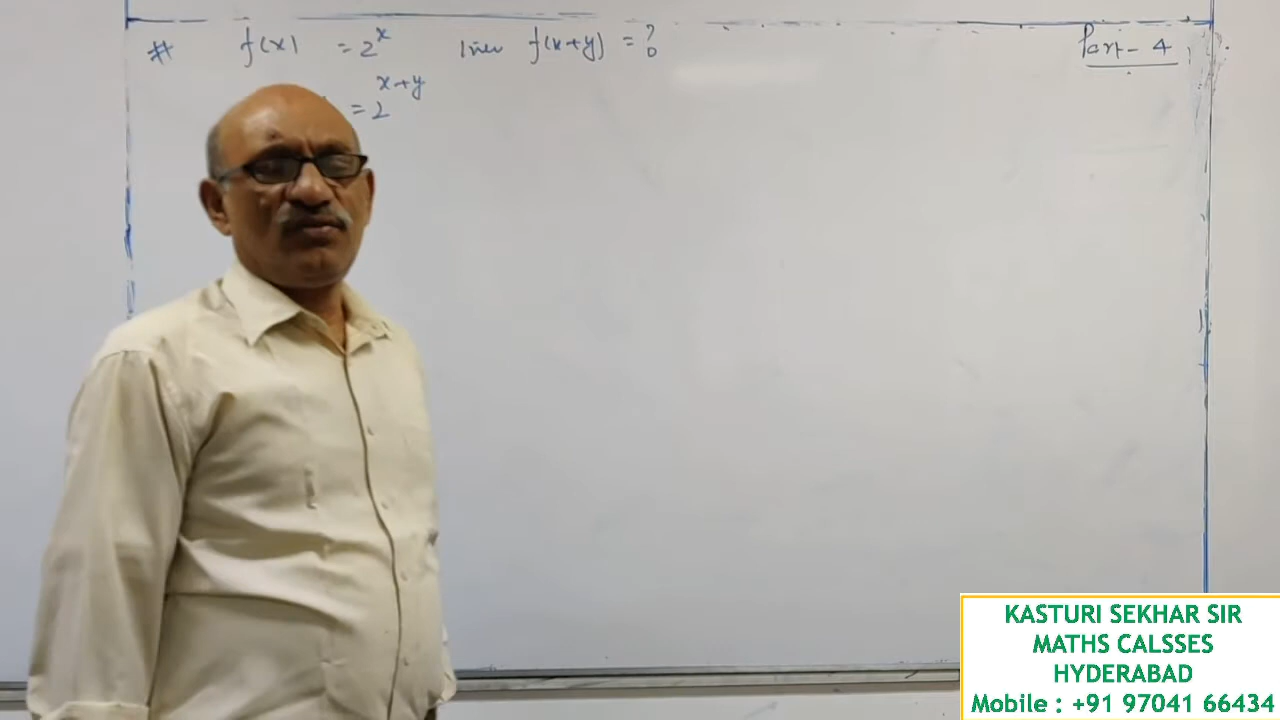 # f(x) = 2^x then f(x+y) = ? Part - 4
= 2^x+y
KASTURI SEKHAR SIR
MATHS CALSSES
HYDERABAD
Mobile : +91 97041 66434